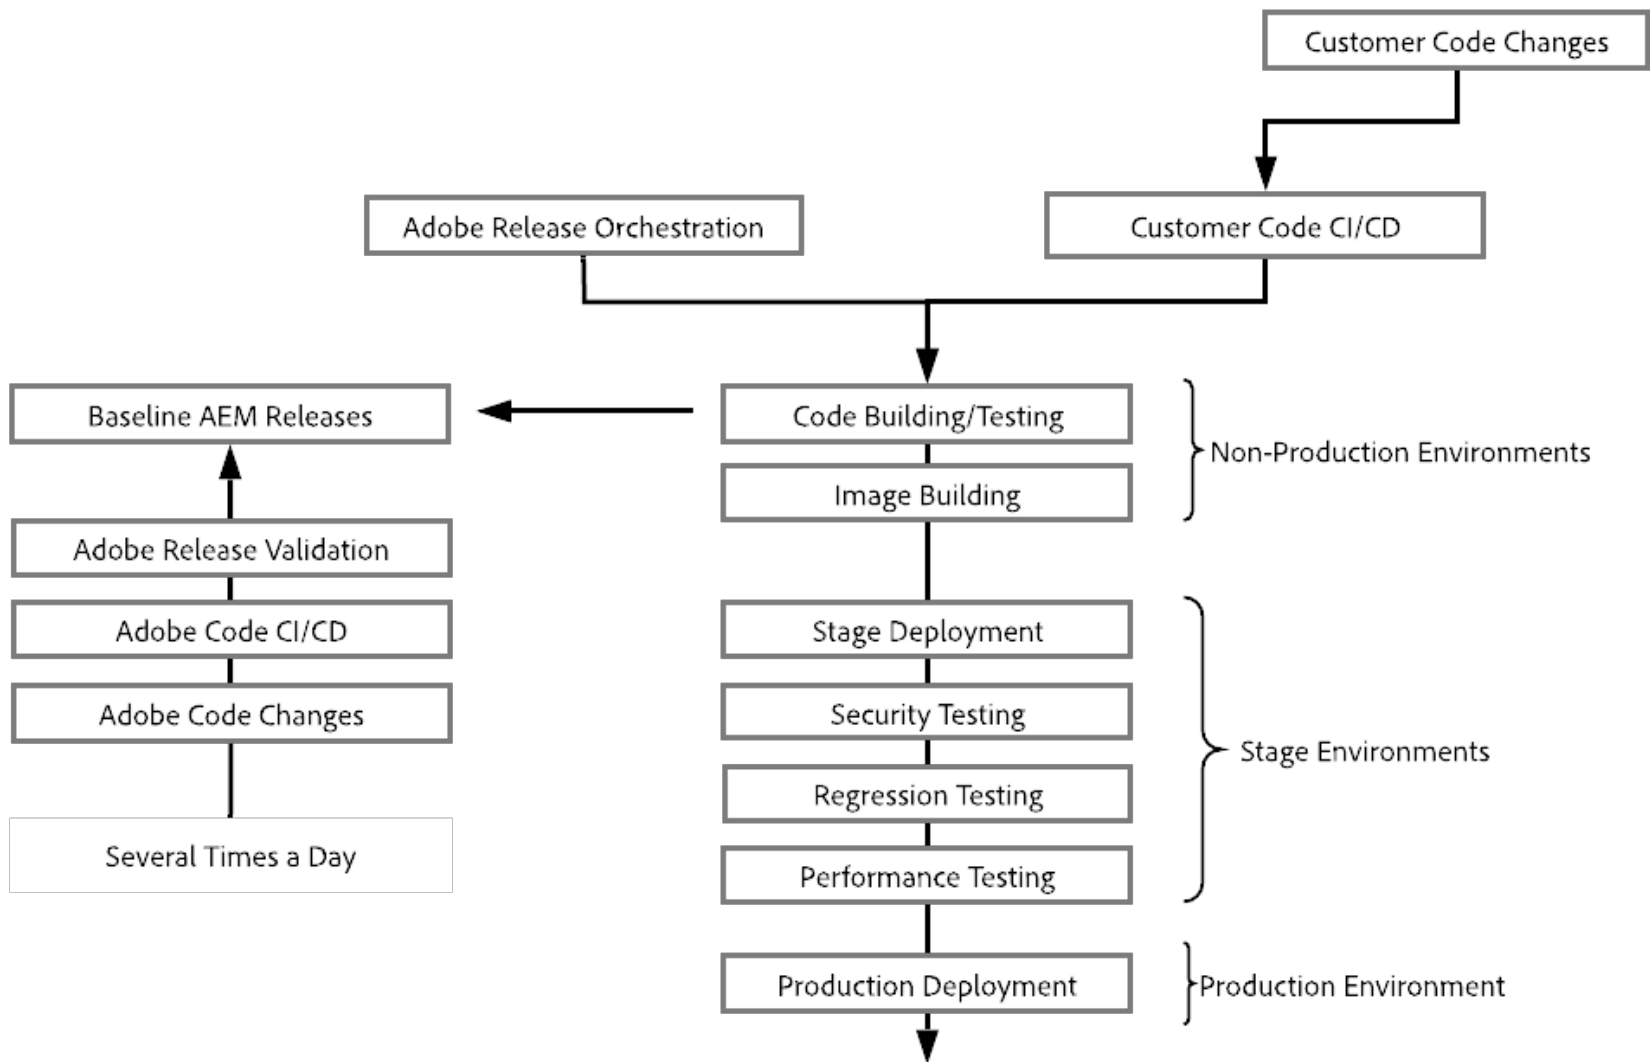 Customer Code Changes
Adobe Release Orchestration
Customer Code CI/CD
Baseline AEM Releases
Code Building/Testing
Non-Production Environments
Image Building
Adobe Release Validation
Adobe Code CI/CD
Stage Deployment
Adobe Code Changes
Security Testing
Stage Environments
Regression Testing
Several Times a Day
Performance Testing
Production Deployment
Production Environment